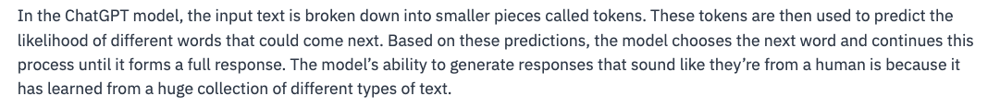 In the ChatGPT model, the input text is broken down into smaller pieces called tokens. These tokens are then used to predict the
likelihood of different words that could come next. Based on these predictions, the model chooses the next word and continues this
process until it forms a full response. The model’s ability to generate responses that sound like they’re from a human is because it
has learned from a huge collection of different types of text.